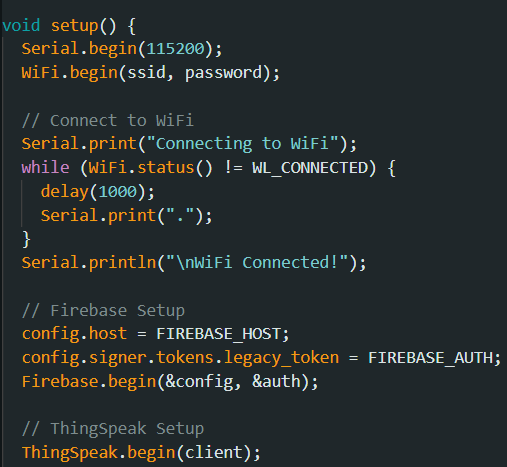 void setup() {
  Serial.begin(115200);
  WiFi.begin(ssid, password);

  // Connect to WiFi
  Serial.print("Connecting to WiFi");
  while (WiFi.status() != WL_CONNECTED) {
    delay(1000);
    Serial.print(".");
  }
  Serial.println("\nWiFi Connected!");

  // Firebase Setup
  config.host = FIREBASE_HOST;
  config.signer.tokens.legacy_token = FIREBASE_AUTH;
  Firebase.begin(&config, &auth);

  // ThingSpeak Setup
  ThingSpeak.begin(client);